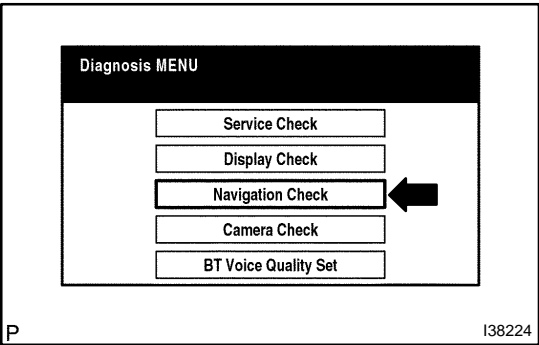 Diagnosis MENU
Service Check
Display Check
Navigation Check
Camera Check
BT Voice Quality Set
P
I38224